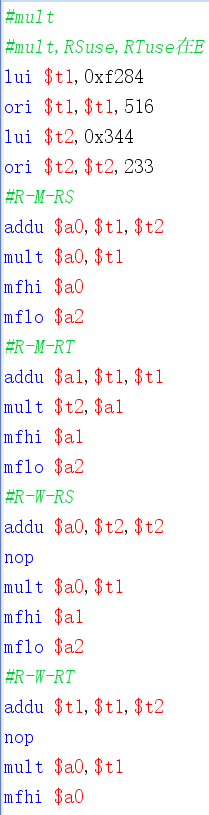 #mult
#mult,RSuse,RTuse在E
lui $t1,0xf284
ori $t1,$t1,516
lui $t2,0x344
ori $t2,$t2,233
#R-M-RS
addu $a0,$t1,$t2
mult $a0,$t1
mfhi $a0
mflo $a2
#R-M-RT
addu $a1,$t1,$t1
mult $t2,$a1
mfhi $a1
mflo $a2
#R-W-RS
addu $a0,$t2,$t2
nop
mult $a0,$t1
mfhi $a1
mflo $a2
#R-W-RT
addu $t1,$t1,$t2
nop
mult $a0,$t1
mfhi $a0